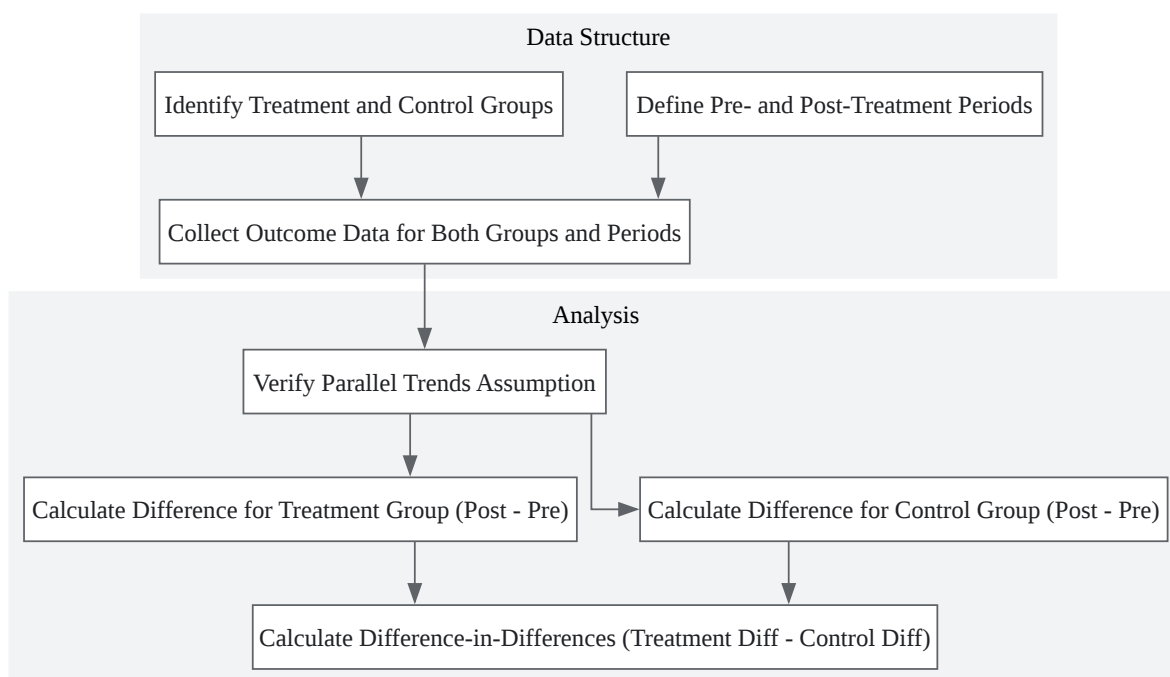 Data Structure
Identify Treatment and Control Groups
Define Pre- and Post-Treatment Periods
Collect Outcome Data for Both Groups and Periods
Analysis
Verify Parallel Trends Assumption
Calculate Difference for Treatment Group (Post - Pre)
Calculate Difference for Control Group (Post - Pre)
Calculate Difference-in-Differences (Treatment Diff - Control Diff)